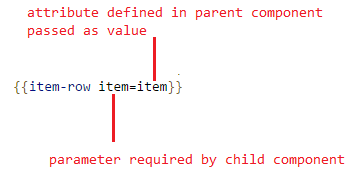 attribute defined in parent component
passed as value
{{item-row item=item}}
parameter required by child component